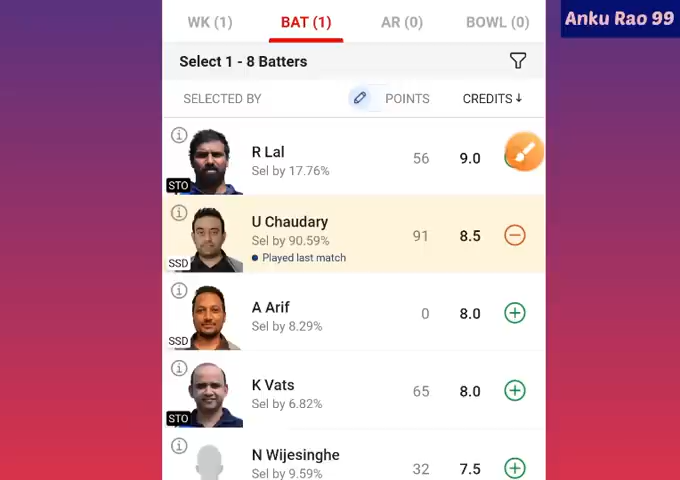 Anku Rao 99
WK (1) BAT (1) AR (0) BOWL (0)
Select 1 - 8 Batters
SELECTED BY POINTS CREDITS↓
R Lal
Sel by 17.76%
56 9.0
STO
U Chaudary
Sel by 90.59%
Played last match
91 8.5
SSD
A Arif
Sel by 8.29%
0 8.0
SSD
K Vats
Sel by 6.82%
65 8.0
STO
N Wijesinghe
Sel by 9.59%
32 7.5